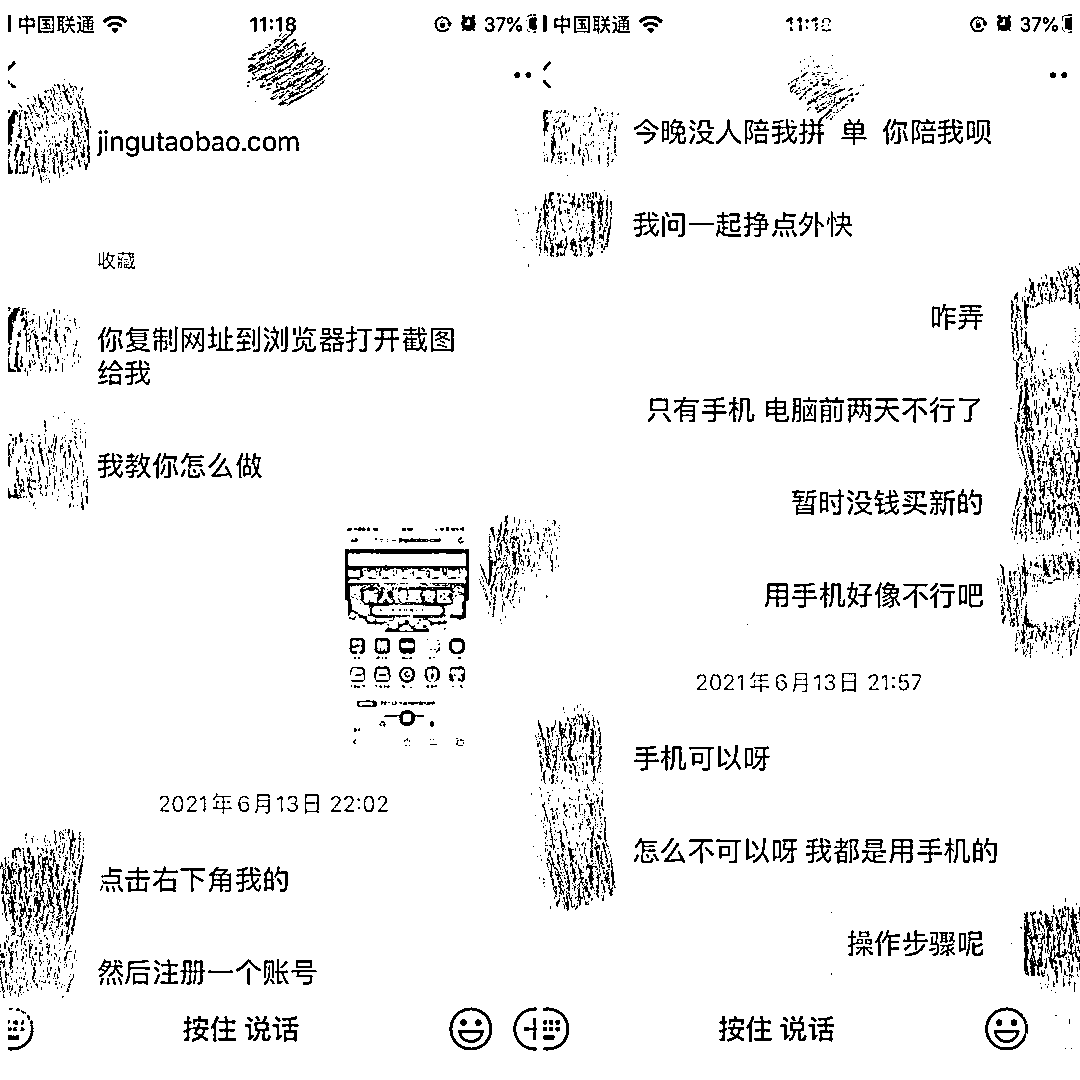 中国联通
11:18
37%
jingutaobao.com
收藏
你复制网址到浏览器打开截图
给我
我教你怎么做
2021年6月13日 22:02
点击右下角我的
然后注册一个账号
按住 说话
中国联通
11:18
37%
今晚没人陪我拼 单 你陪我呗
我问一起挣点外快
咋弄
只有手机 电脑前两天不行了
暂时没钱买新的
用手机好像不行吧
2021年6月13日 21:57
手机可以呀
怎么不可以呀 我都是用手机的
操作步骤呢
按住 说话